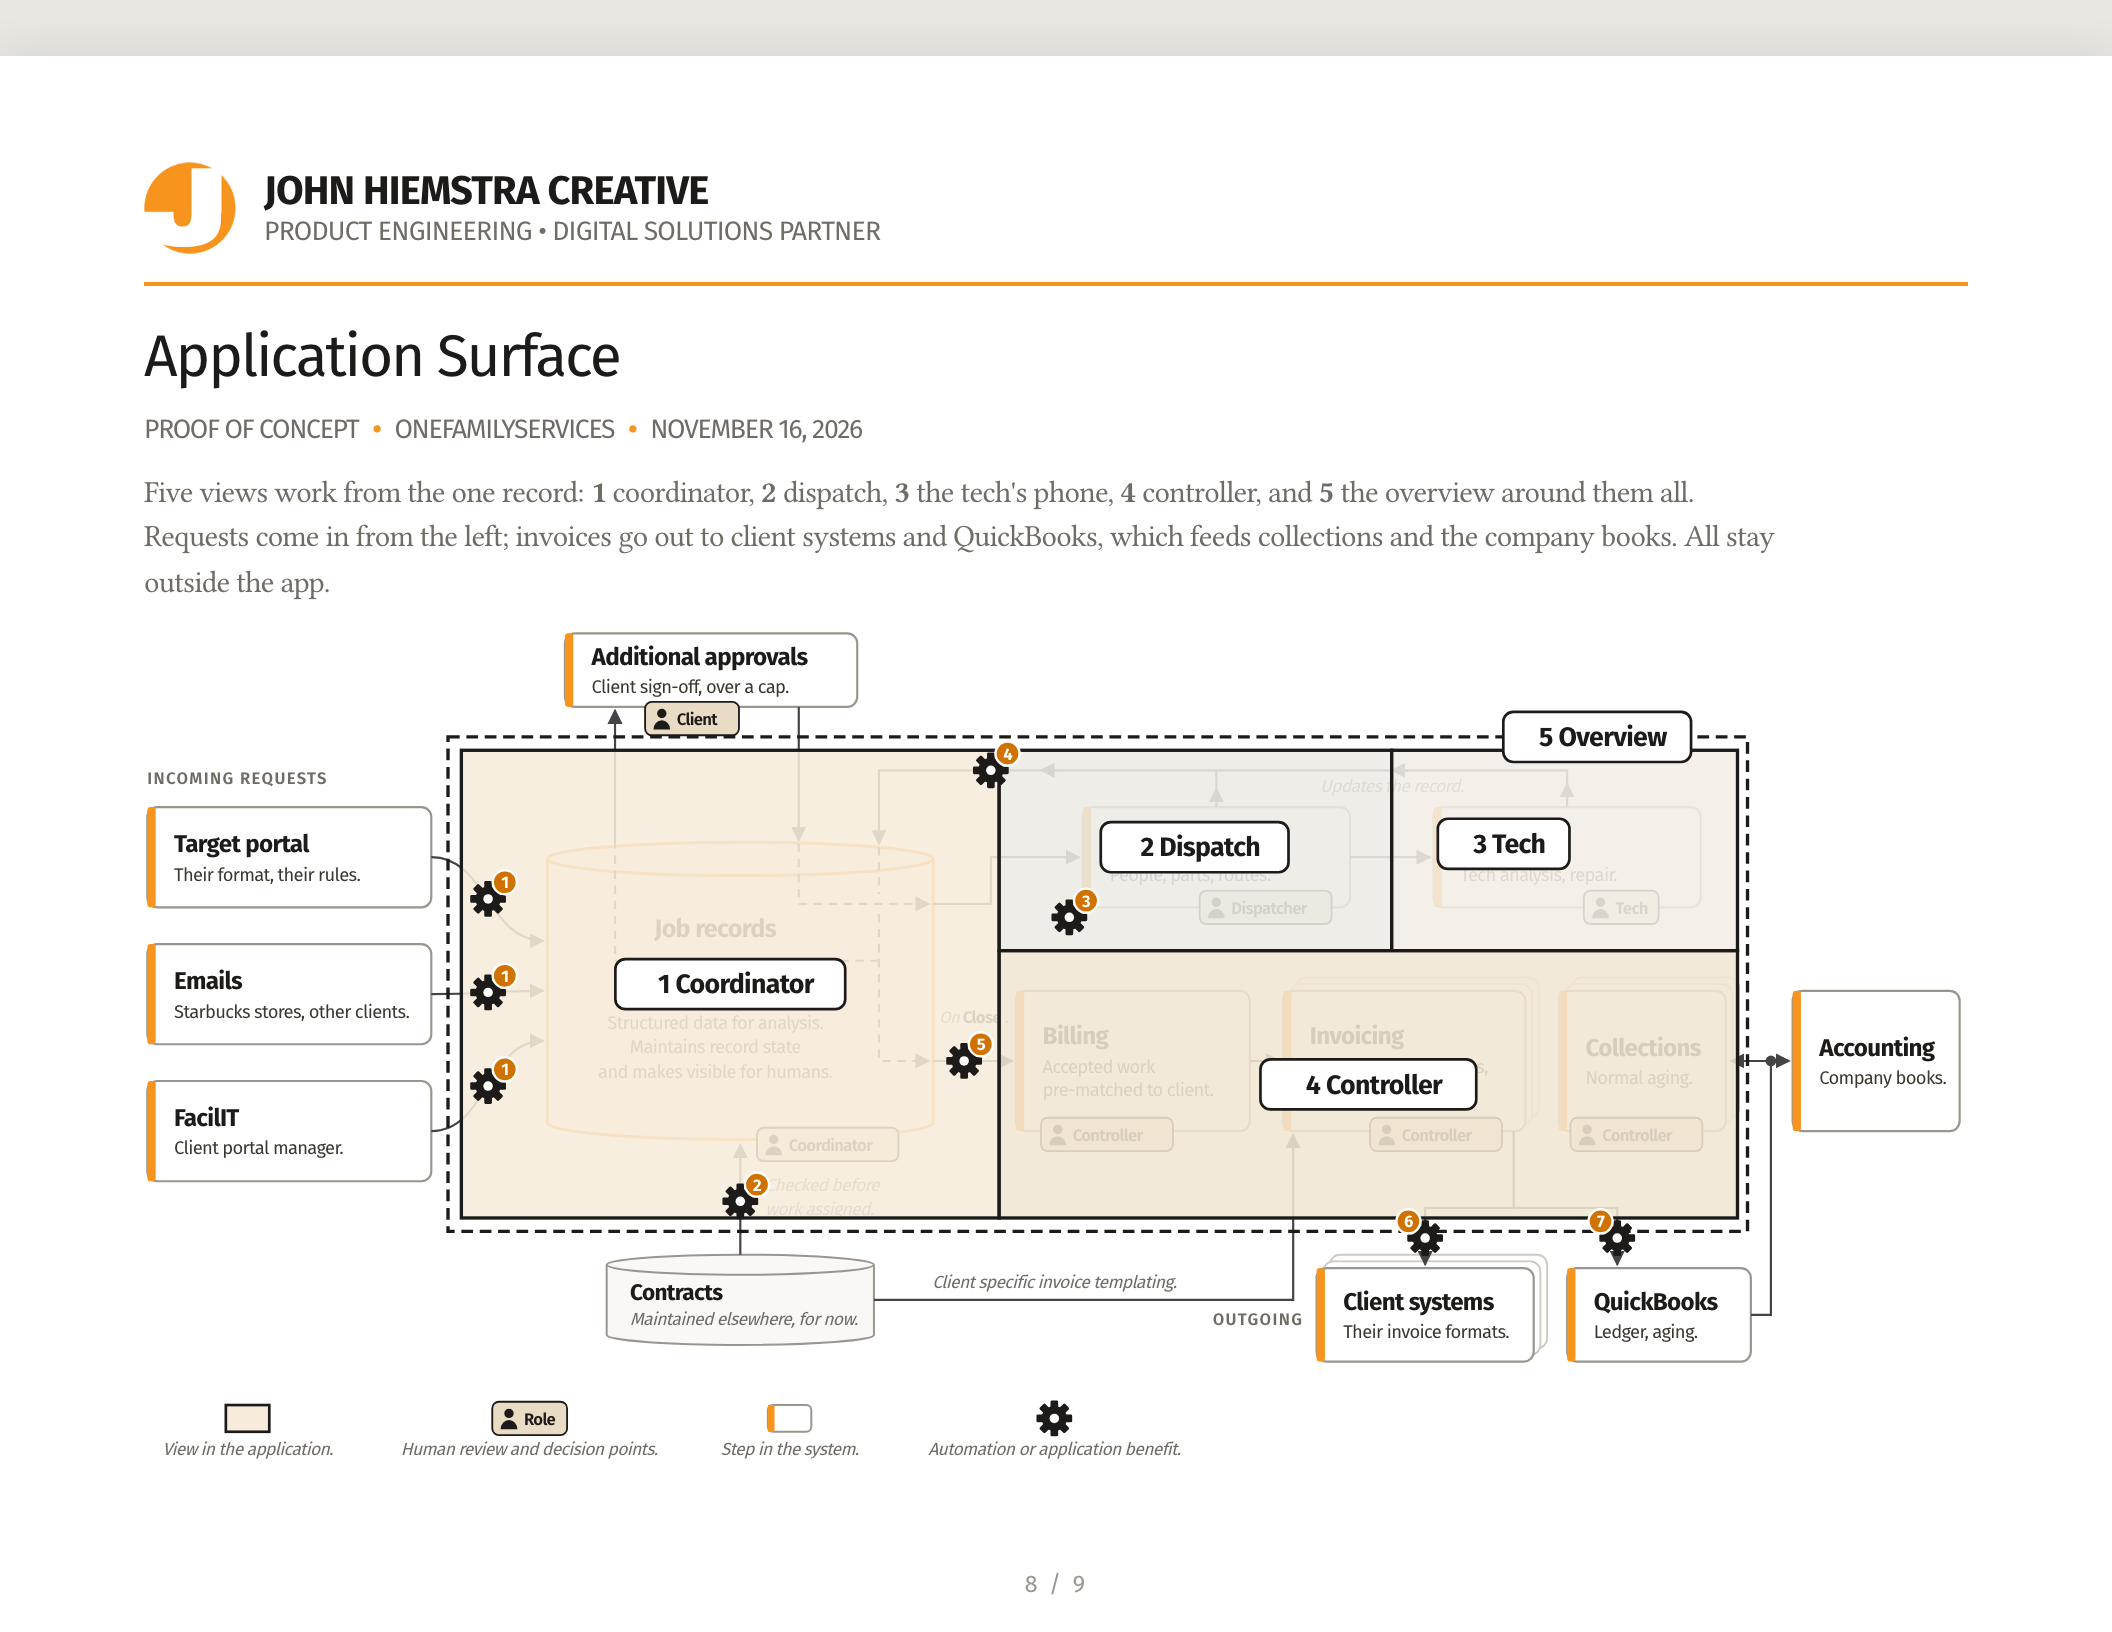 JOHN HIEMSTRA CREATIVE
PRODUCT ENGINEERING • DIGITAL SOLUTIONS PARTNER
Application Surface
PROOF OF CONCEPT • ONEFAMILYSERVICES • NOVEMBER 16, 2026
Five views work from the one record: 1 coordinator, 2 dispatch, 3 the tech's phone, 4 controller, and 5 the overview around them all.
Requests come in from the left; invoices go out to client systems and QuickBooks, which feeds collections and the company books. All stay
outside the app.
Additional approvals
Client sign-off, over a cap.
Client
5 Overview
INCOMING REQUESTS
Target portal
Their format, their rules.
Emails
Starbucks stores, other clients.
FacilIT
Client portal manager.
1
1
1
4
Updates the record.
2 Dispatch
People, parts, routes.
Dispatcher
3
3 Tech
Tech analysis, repair.
Tech
Job records
1 Coordinator
Structured data for analysis.
Maintains record state
and makes visible for humans.
Coordinator
On Close.
5
2
Checked before
work assigned.
Billing
Accepted work
pre-matched to client.
Controller
Invoicing
4 Controller
Controller
Collections
Normal aging.
Controller
Accounting
Company books.
6
7
Contracts
Maintained elsewhere, for now.
Client specific invoice templating.
OUTGOING
Client systems
Their invoice formats.
QuickBooks
Ledger, aging.
View in the application.
Role
Human review and decision points.
Step in the system.
Automation or application benefit.
8 / 9